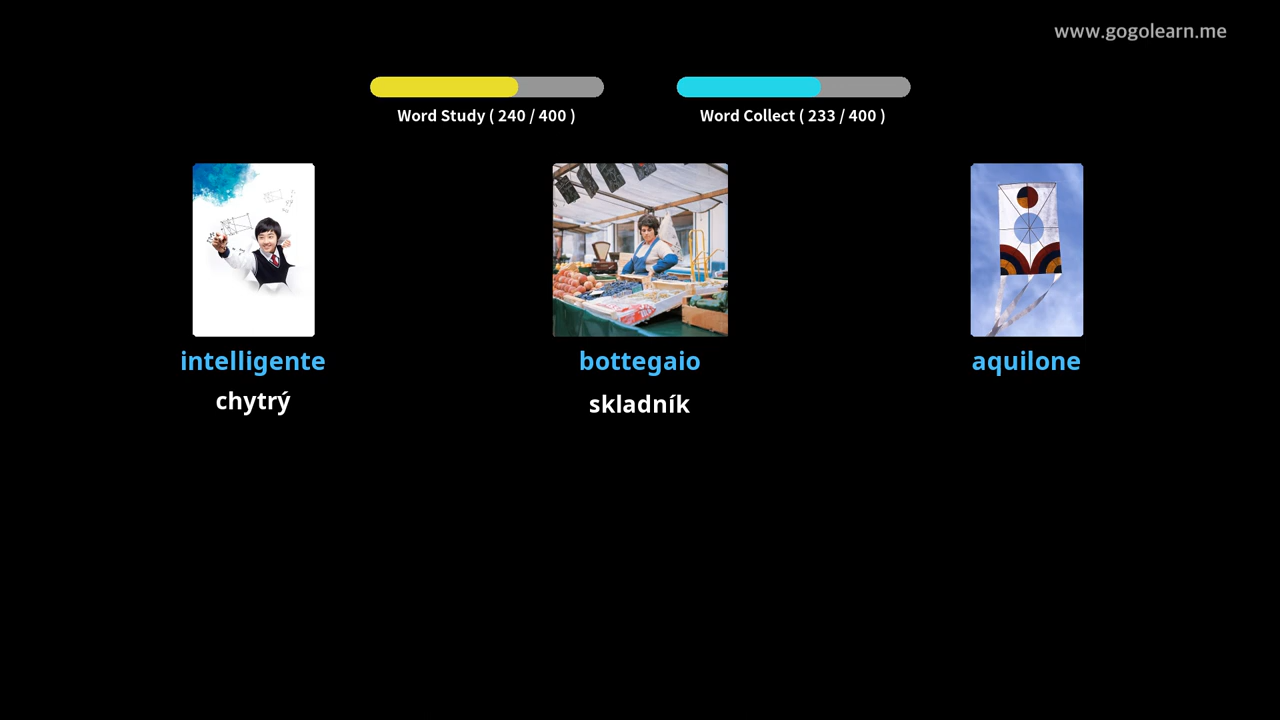 www.gogolearn.me
Word Study ( 240 / 400 )
Word Collect ( 233 / 400 )
intelligente
bottegaio
aquilone
chytrý
skladník